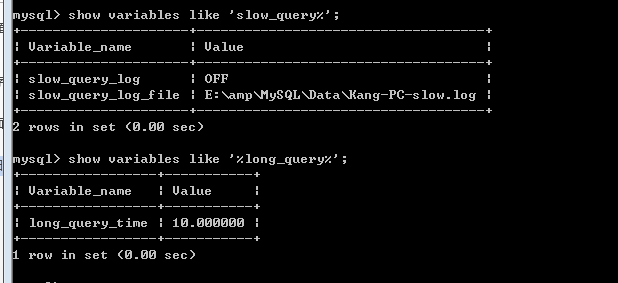 mysql> show variables like 'slow_query%';
+---------------------+-----------------------------------+
| Variable_name       | Value                             |
+---------------------+-----------------------------------+
| slow_query_log      | OFF                               |
| slow_query_log_file | E:\amp\MySQL\Data\Kang-PC-slow.log |
+---------------------+-----------------------------------+
2 rows in set (0.00 sec)
mysql> show variables like '%long_query%';
+-----------------+-----------+
| Variable_name   | Value     |
+-----------------+-----------+
| long_query_time | 10.000000 |
+-----------------+-----------+
1 row in set (0.00 sec)